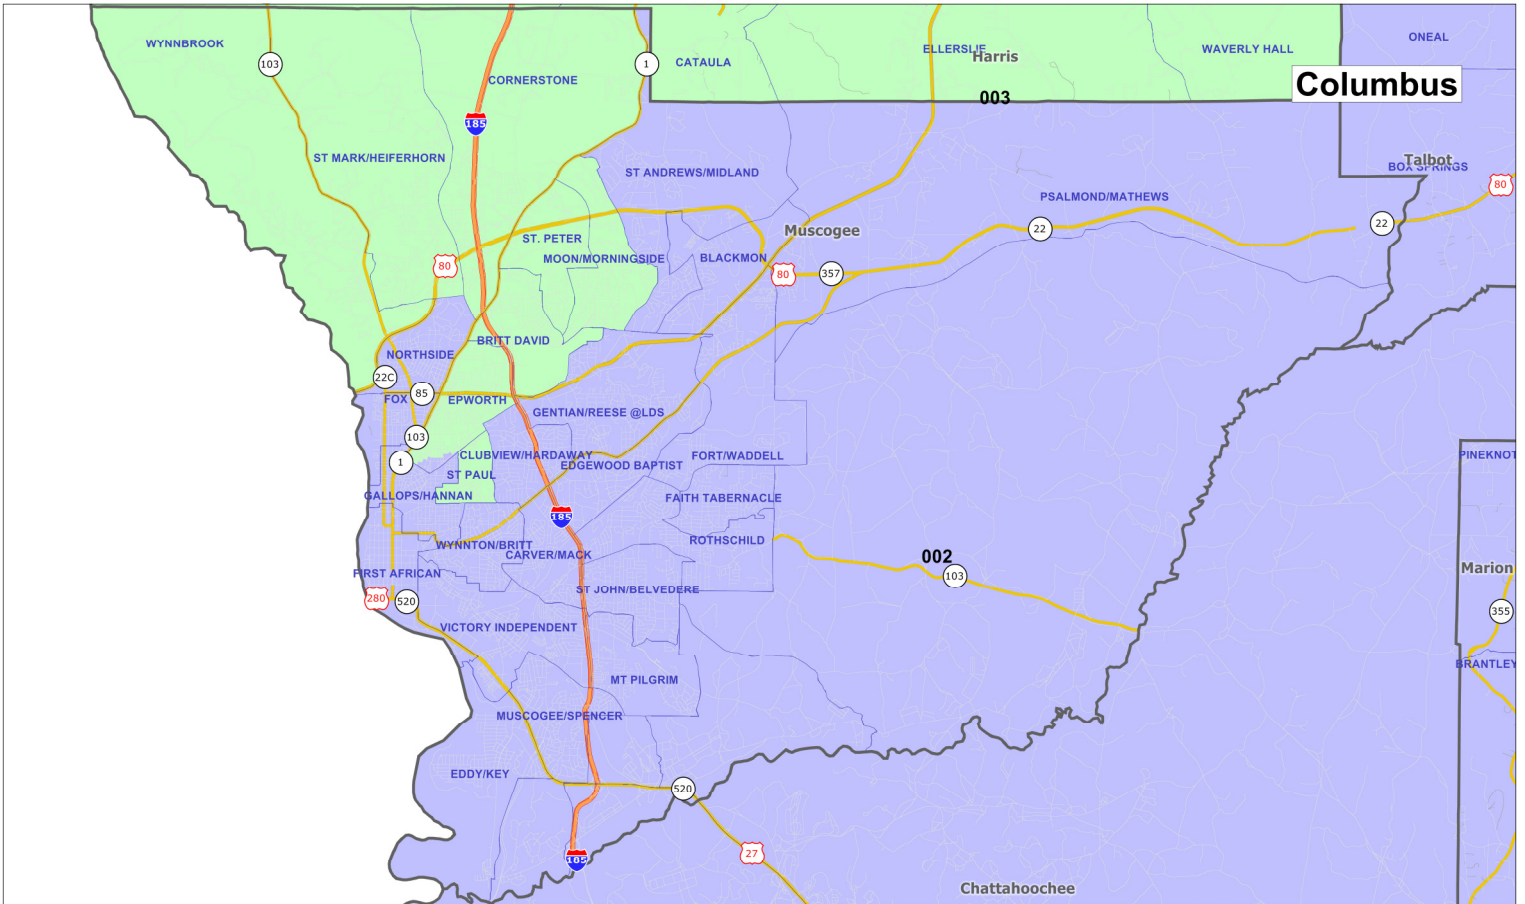 WYNNBROOK
ONEAL
ELLERSLIE
WAVERLY HALL
Harris
103
1
CATAULA
CORNERSTONE
Columbus
003
185
ST MARK/HEIFERHORN
Talbot
BOX SPRINGS
ST ANDREWS/MIDLAND
80
PSALMOND/MATHEWS
22
22
Muscogee
ST. PETER
MOON/MORNINGSIDE
BLACKMON
80
80
357
BRITT DAVID
NORTHSIDE
22C
85
FOX
EPWORTH
GENTIAN/REESE @LDS
103
1
CLUBVIEW/HARDAWAY
EDGEWOOD BAPTIST
FORT/WADDELL
PINEKNOT
ST PAUL
GALLOPS/HANNAN
FAITH TABERNACLE
185
ROTHSCHILD
WYNNTON/BRITT
CARVER/MACK
002
Marion
FIRST AFRICAN
103
ST JOHN/BELVEDERE
280
520
355
VICTORY INDEPENDENT
BRANTLEY
MT PILGRIM
MUSCOGEE/SPENCER
EDDY/KEY
520
27
185
Chattahoochee